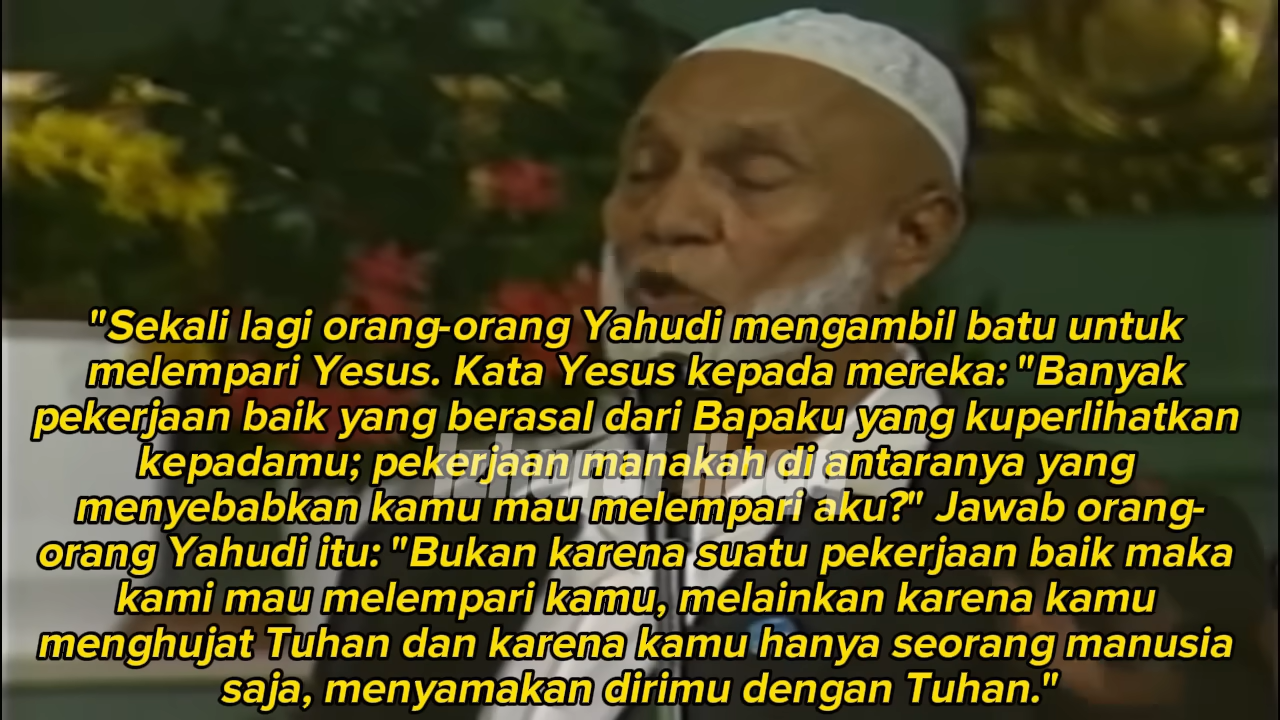 "Sekali lagi orang-orang Yahudi mengambil batu untuk
melempari Yesus. Kata Yesus kepada mereka: "Banyak
pekerjaan baik yang berasal dari Bapaku yang kuperlihatkan
kepadamu; pekerjaan manakah di antaranya yang
menyebabkan kamu mau melempari aku?" Jawab orang-
orang Yahudi itu: "Bukan karena suatu pekerjaan baik maka
kami mau melempari kamu, melainkan karena kamu
menghujat Tuhan dan karena kamu hanya seorang manusia
saja, menyamakan dirimu dengan Tuhan."